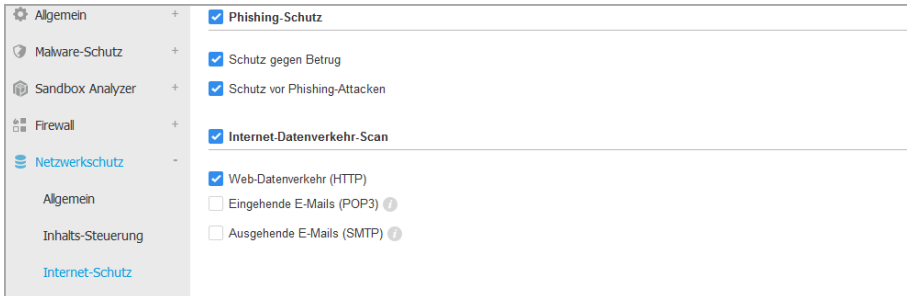 Allgemein +
Malware-Schutz +
Sandbox Analyzer +
Firewall +
Netzwerkschutz -
Allgemein
Inhalts-Steuerung
Internet-Schutz
Phishing-Schutz
Schutz gegen Betrug
Schutz vor Phishing-Attacken
Internet-Datenverkehr-Scan
Web-Datenverkehr (HTTP)
Eingehende E-Mails (POP3) i
Ausgehende E-Mails (SMTP) i